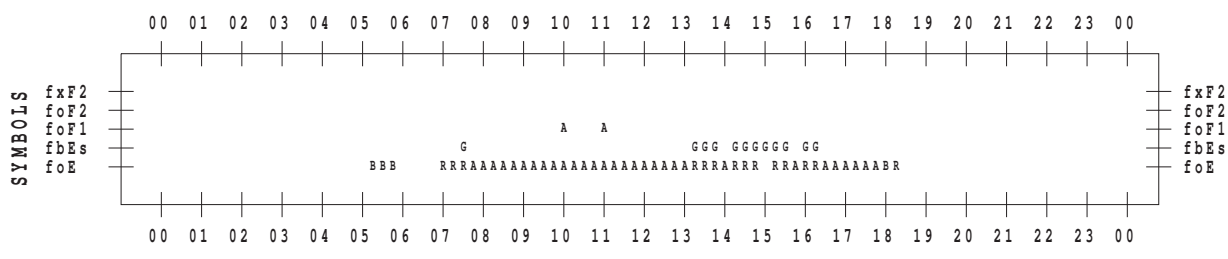 00 01 02 03 04 05 06 07 08 09 10 11 12 13 14 15 16 17 18 19 20 21 22 23 00
SYMBOLS
fxF2 fxF2
foF2 foF2
foF1 A A foF1
fbEs G GGG GGGGGG GG fbEs
foE BBB RRRAAAAAAAAAAAAAAAAAAAAAARRRARRR RRARRAAAAAABR foE
00 01 02 03 04 05 06 07 08 09 10 11 12 13 14 15 16 17 18 19 20 21 22 23 00